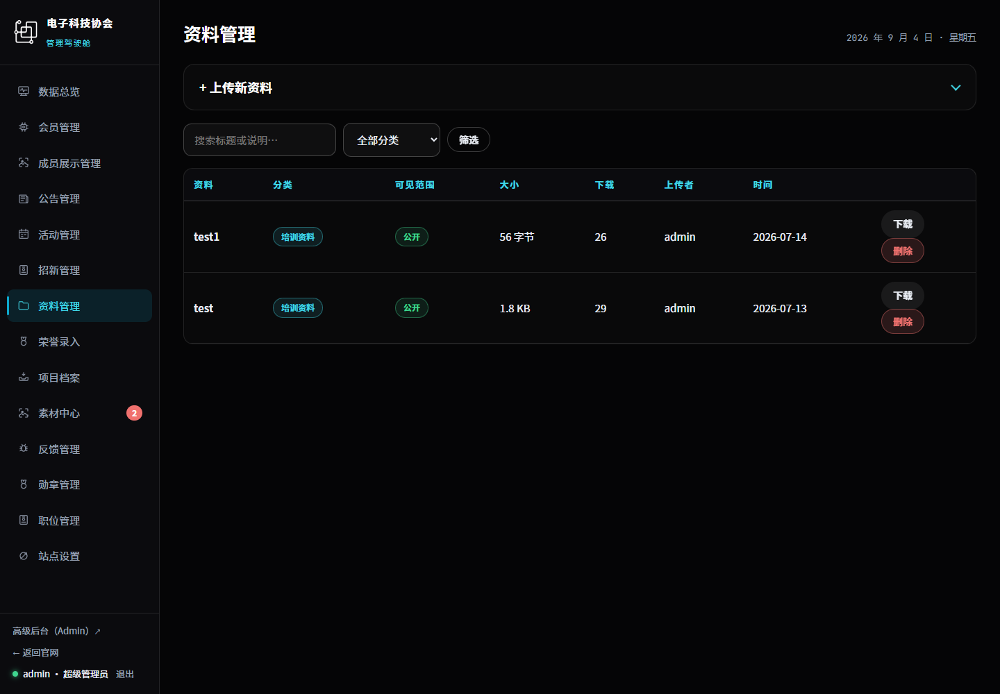 电子科技协会
管理驾驶舱
数据总览
会员管理
成员展示管理
公告管理
活动管理
招新管理
资料管理
荣誉录入
项目档案
素材中心 2
反馈管理
勋章管理
职位管理
站点设置
高级后台（Admin）↗
← 返回官网
admin · 超级管理员 退出
资料管理
2026 年 9 月 4 日 · 星期五
+ 上传新资料
搜索标题或说明…
全部分类
筛选
资料 分类 可见范围 大小 下载 上传者 时间
test1 培训资料 公开 56 字节 26 admin 2026-07-14
下载
删除
test 培训资料 公开 1.8 KB 29 admin 2026-07-13
下载
删除